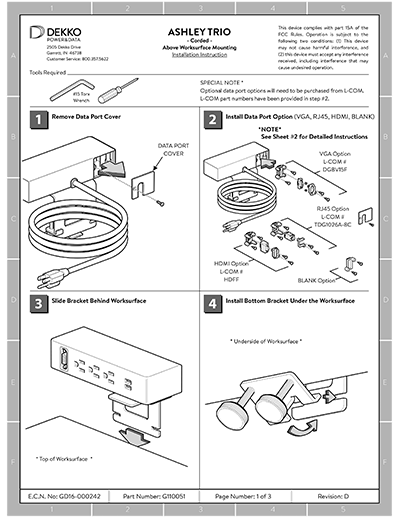 1 2 3 4 5
DEKKO
POWER&DATA
2505 Dekko Drive
Garrett, IN 46738
Customer Service: 800.357.5622
ASHLEY TRIO
- Corded -
Above Worksurface Mounting
Installation Instruction
This device complies with part 15A of the
FCC Rules. Operation is subject to the
following two conditions: (1) This device
may not cause harmful interference, and
(2) this device must accept any interference
received, including interference that may
cause undesired operation.
Tools Required
#15 Torx
Wrench
SPECIAL NOTE *
Optional data port options will need to be purchased from L-COM.
L-COM part numbers have been provided in step #2.
1 Remove Data Port Cover
DATA PORT
COVER
2 Install Data Port Option (VGA, RJ45, HDMI, BLANK)
*NOTE*
See Sheet #2 for Detailed Instructions
VGA Option
L-COM #
DGBV15F
RJ45 Option
L-COM #
TDG1026A-8C
HDMI Option
L-COM #
HDFF
BLANK Option
3 Slide Bracket Behind Worksurface
* Top of Worksurface *
4 Install Bottom Bracket Under the Worksurface
* Underside of Worksurface *
E.C.N. No: GD16-000242 Part Number: G110051 Page Number: 1 of 3 Revision: D
1 2 3 4 5